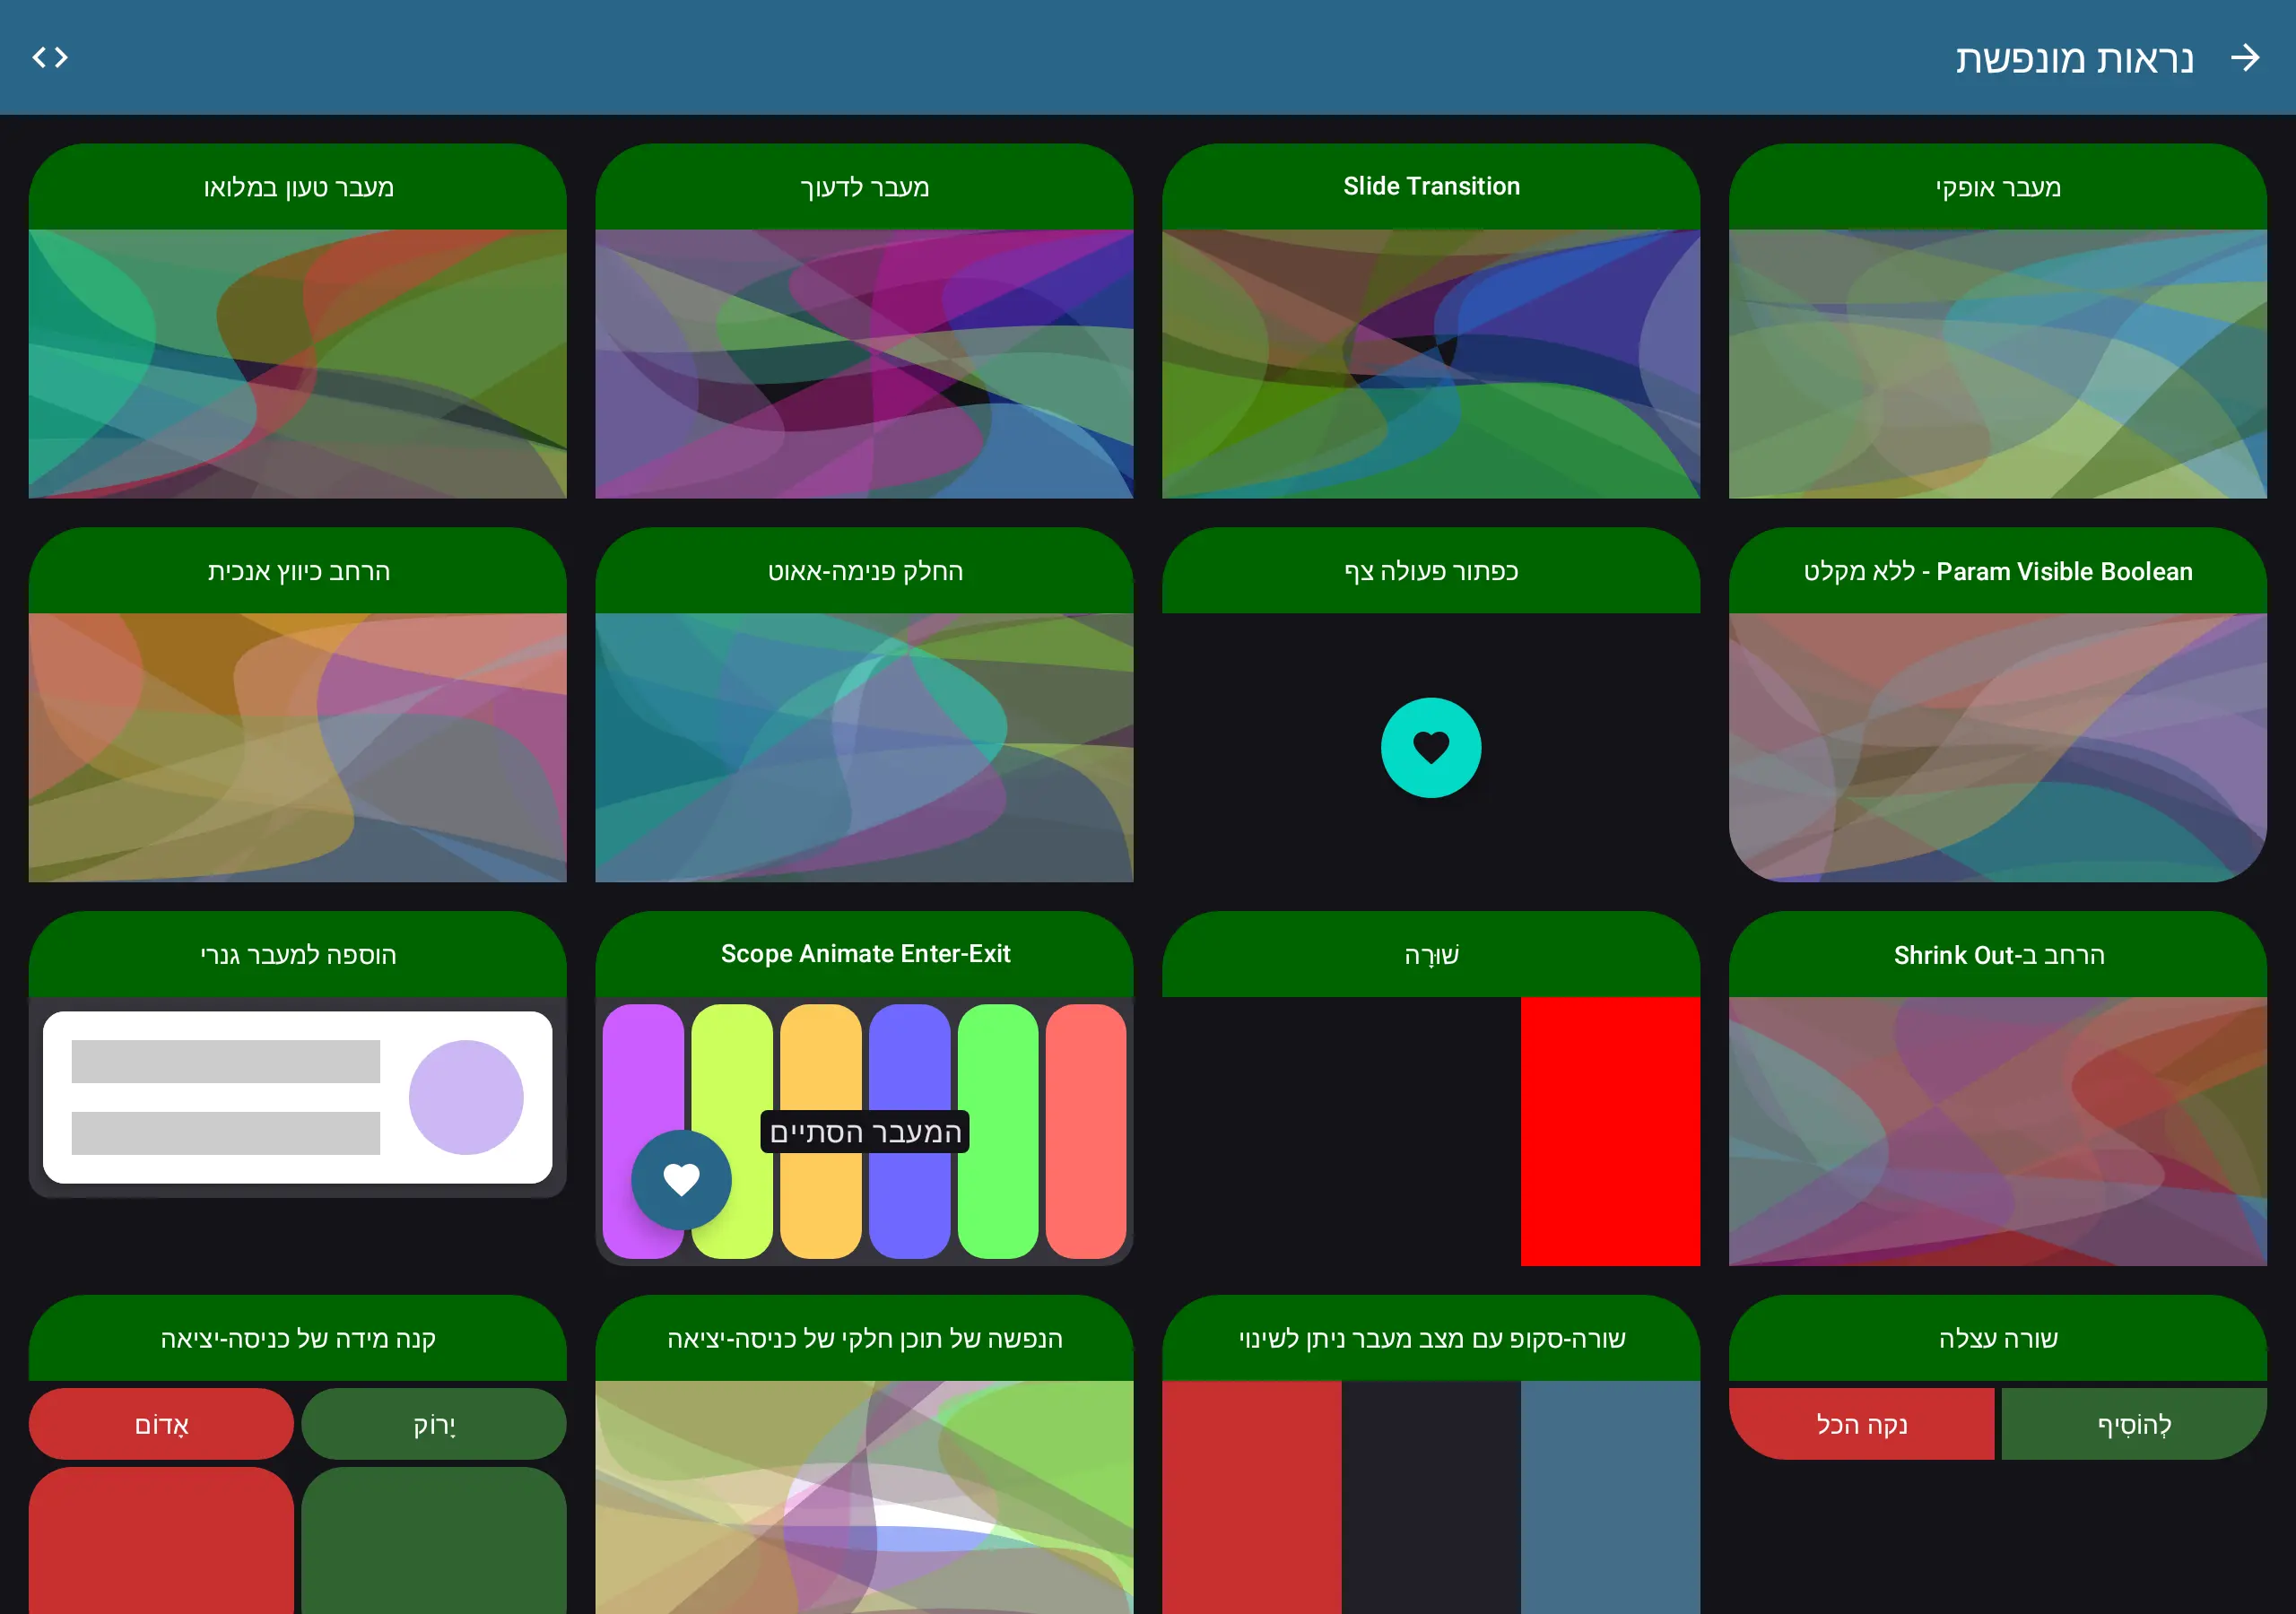 נראות מונפשת
מעבר אופקי
Slide Transition
מעבר לדעוך
מעבר טעון במלואו
Param Visible Boolean - ללא מקלט
כפתור פעולה צף
החלק פנימה-אאוט
הרחב כיווץ אנכית
הרחב ב-Shrink Out
שׁוּרָה
Scope Animate Enter-Exit
המעבר הסתיים
הוספה למעבר גנרי
שורה עצלה
להוֹסִיף
נקה הכל
שורה-סקופ עם מצב מעבר ניתן לשינוי
הנפשה של תוכן חלקי של כניסה-יציאה
קנה מידה של כניסה-יציאה
יָרוֹק
אָדוֹם